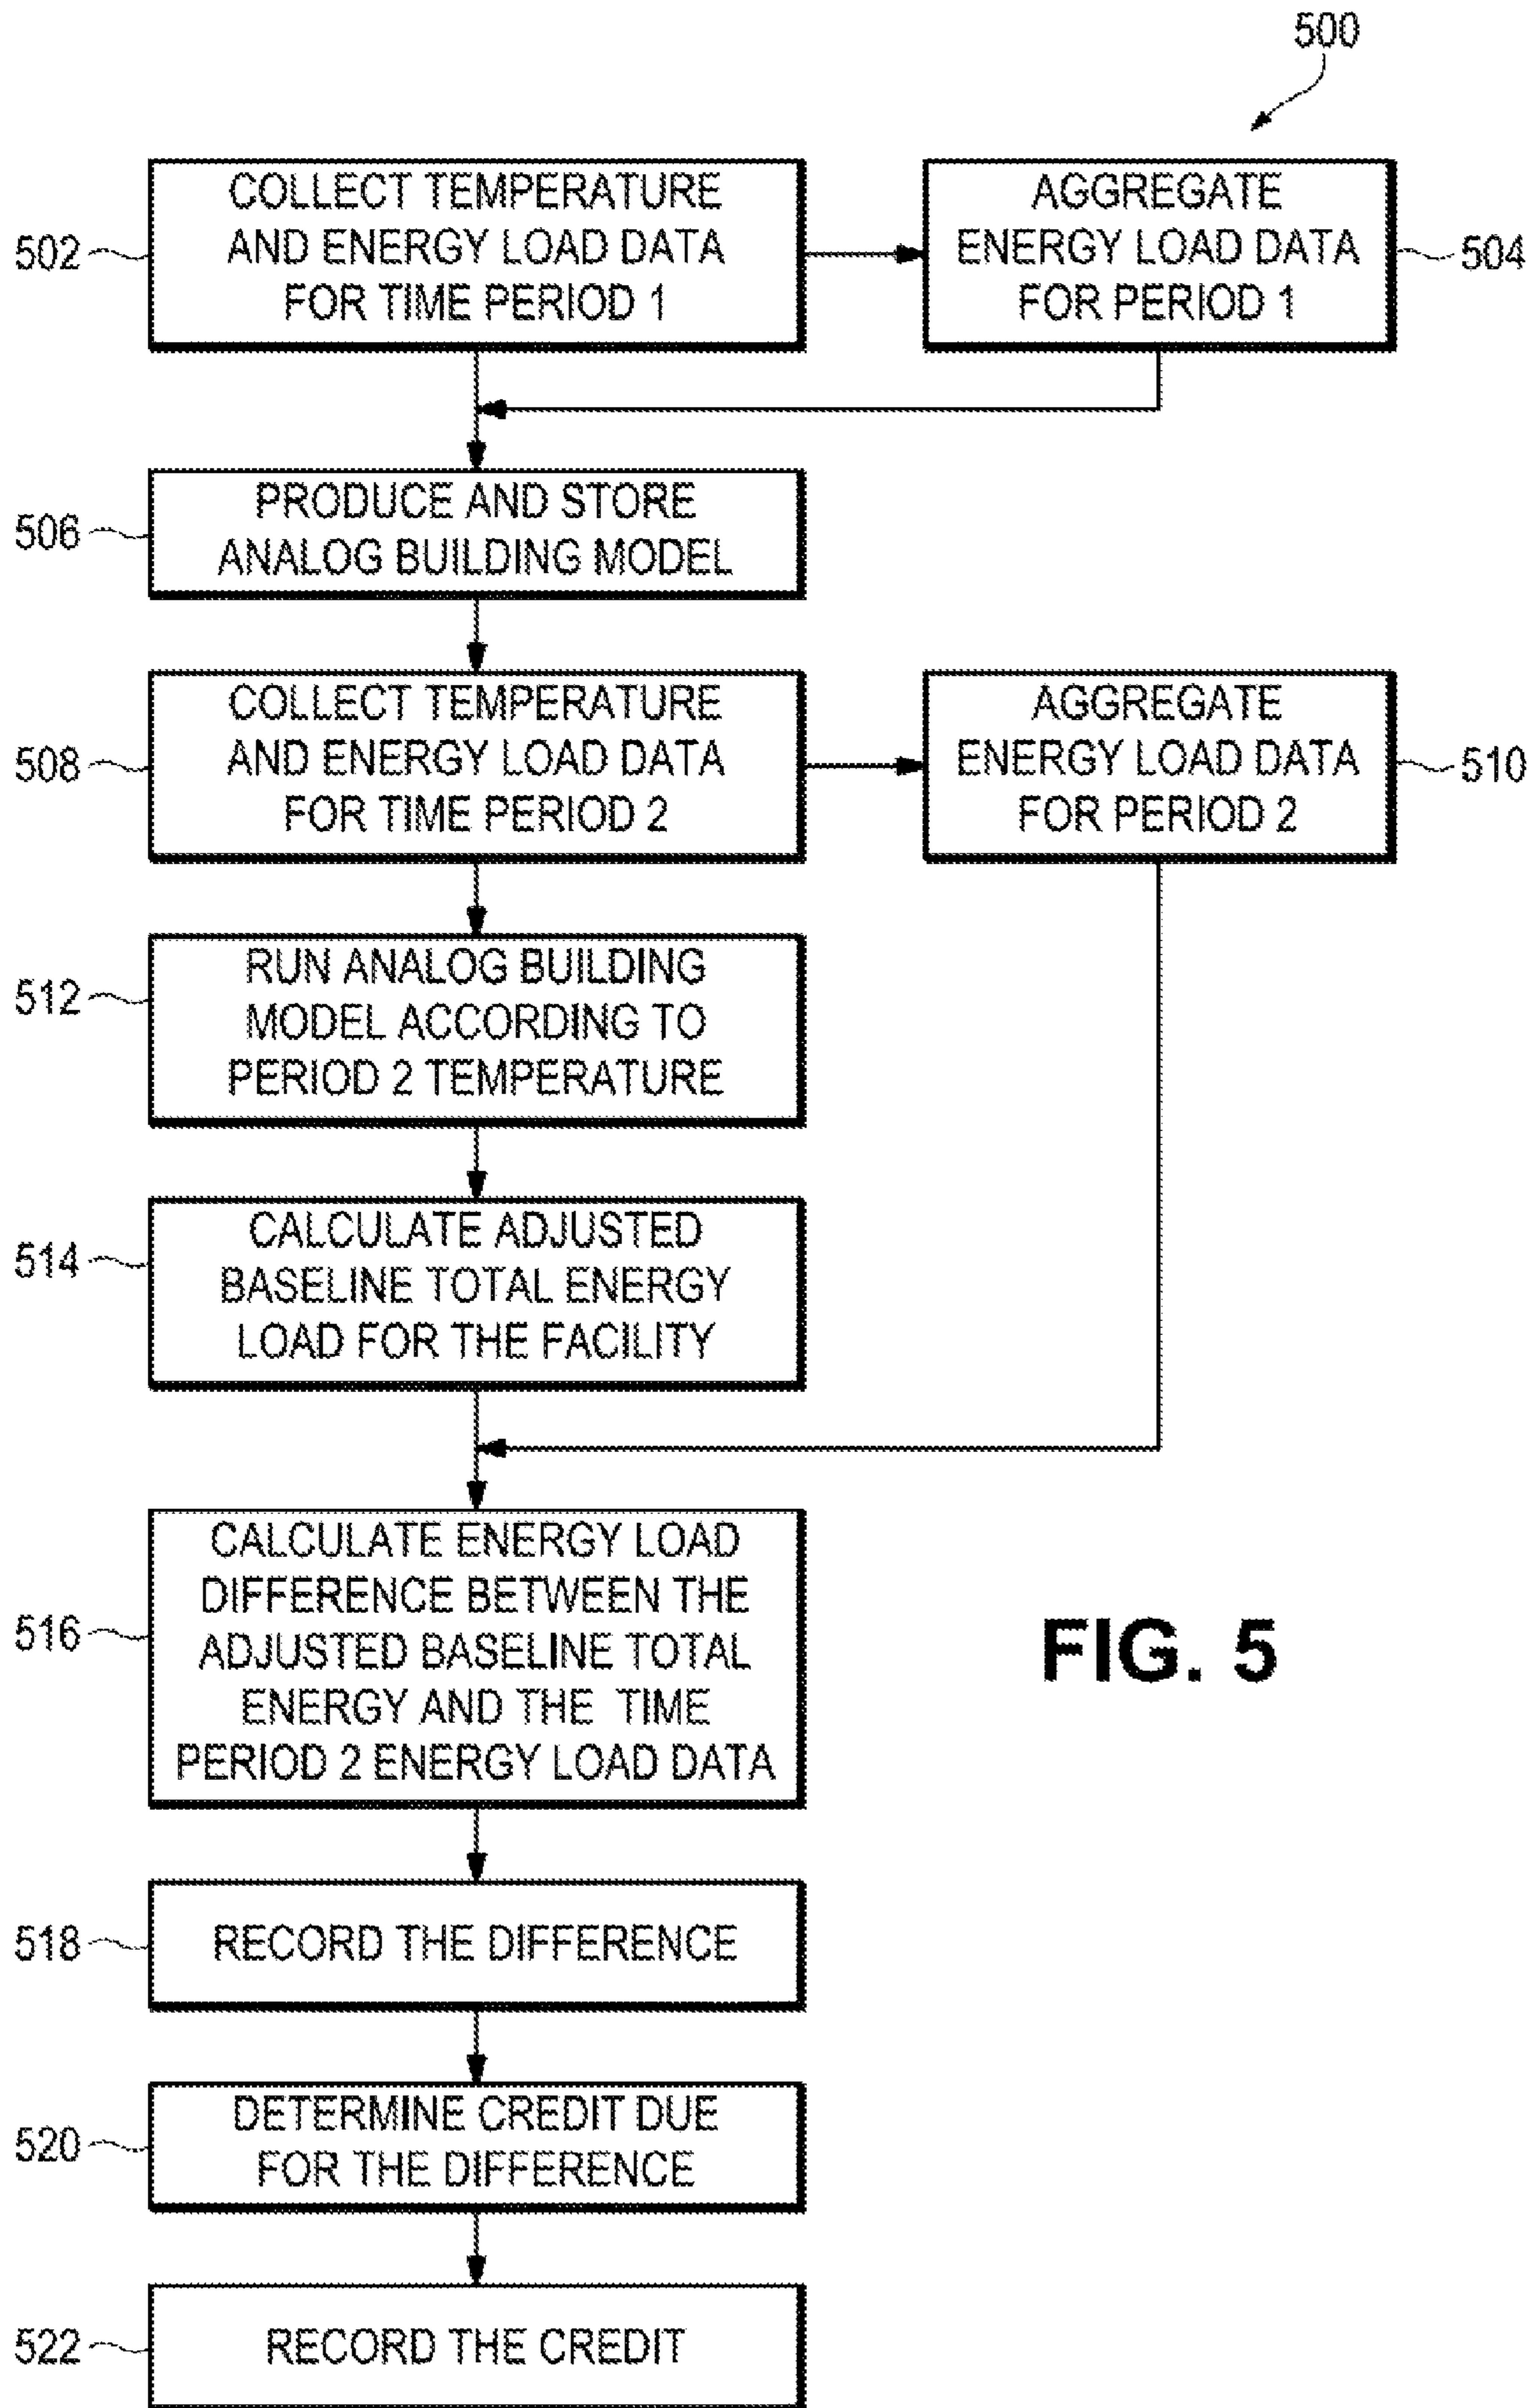 500
502
COLLECT TEMPERATURE
AND ENERGY LOAD DATA
FOR TIME PERIOD 1
AGGREGATE
ENERGY LOAD DATA
FOR PERIOD 1
504
506
PRODUCE AND STORE
ANALOG BUILDING MODEL
508
COLLECT TEMPERATURE
AND ENERGY LOAD DATA
FOR TIME PERIOD 2
AGGREGATE
ENERGY LOAD DATA
FOR PERIOD 2
510
512
RUN ANALOG BUILDING
MODEL ACCORDING TO
PERIOD 2 TEMPERATURE
514
CALCULATE ADJUSTED
BASELINE TOTAL ENERGY
LOAD FOR THE FACILITY
516
CALCULATE ENERGY LOAD
DIFFERENCE BETWEEN THE
ADJUSTED BASELINE TOTAL
ENERGY AND THE TIME
PERIOD 2 ENERGY LOAD DATA
FIG. 5
518
RECORD THE DIFFERENCE
520
DETERMINE CREDIT DUE
FOR THE DIFFERENCE
522
RECORD THE CREDIT